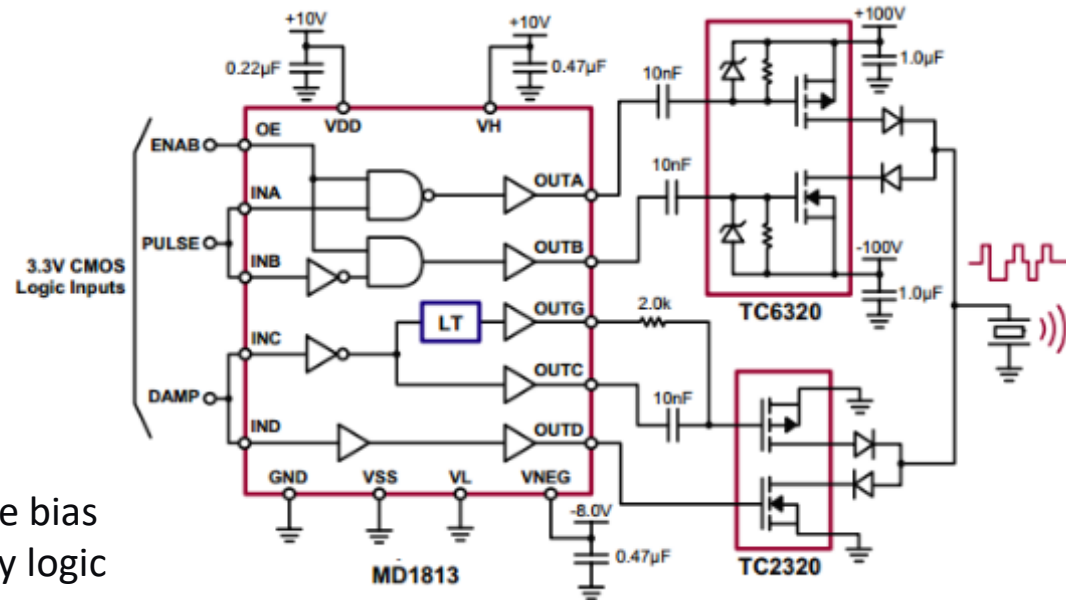 +10V
+10V
+100V
0.22µF
0.47µF
10nF
1.0µF
VDD
VH
OE
ENAB
INA
OUTA
10nF
PULSE
INB
OUTB
-100V
3.3V CMOS
Logic Inputs
1.0µF
OUTG
2.0k
TC6320
LT
INC
OUTC
DAMP
10nF
IND
OUTD
GND
VSS
VL
VNEG
-8.0V
e bias
y logic
0.47µF
MD1813
TC2320